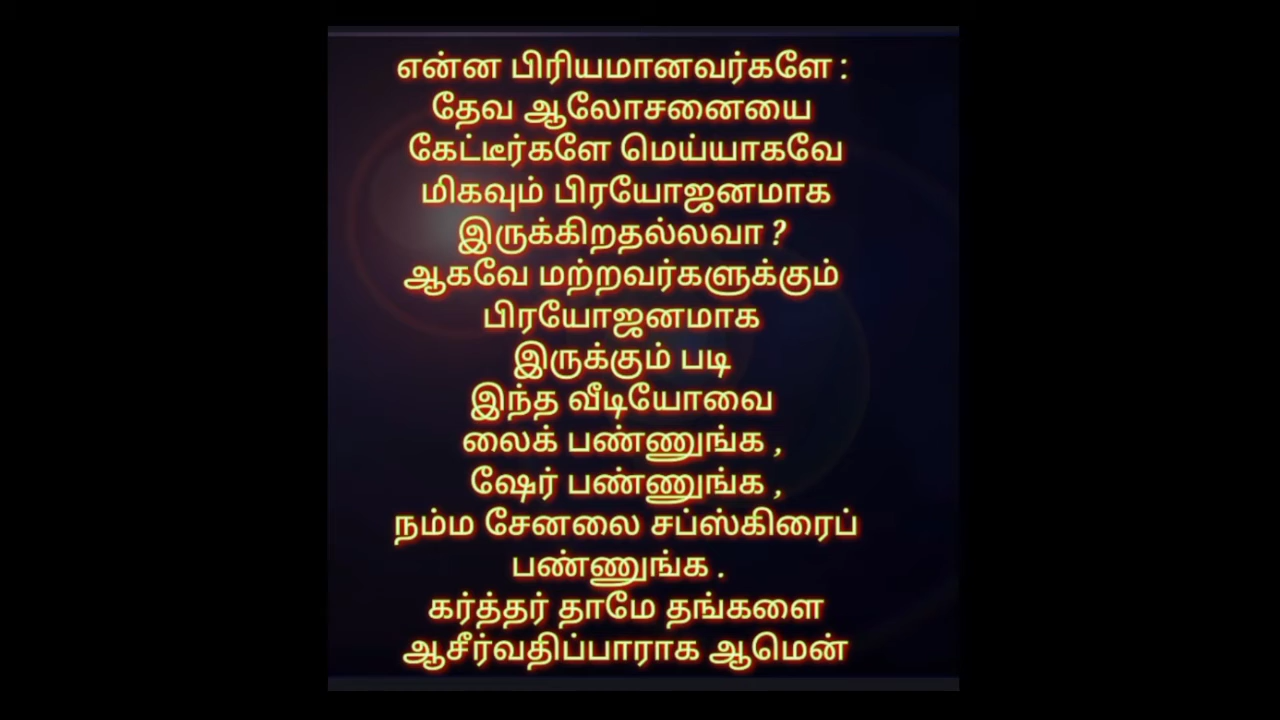 என்ன பிரியமானவர்களே :
தேவ ஆலோசனையை
கேட்டீர்களே மெய்யாகவே
மிகவும் பிரயோஜனமாக
இருக்கிறதல்லவா ?
ஆகவே மற்றவர்களுக்கும்
பிரயோஜனமாக
இருக்கும் படி
இந்த வீடியோவை
லைக் பண்ணுங்க ,
ஷேர் பண்ணுங்க ,
நம்ம சேனலை சப்ஸ்கிரைப்
பண்ணுங்க .
கர்த்தர் தாமே தங்களை
ஆசீர்வதிப்பாராக ஆமென்